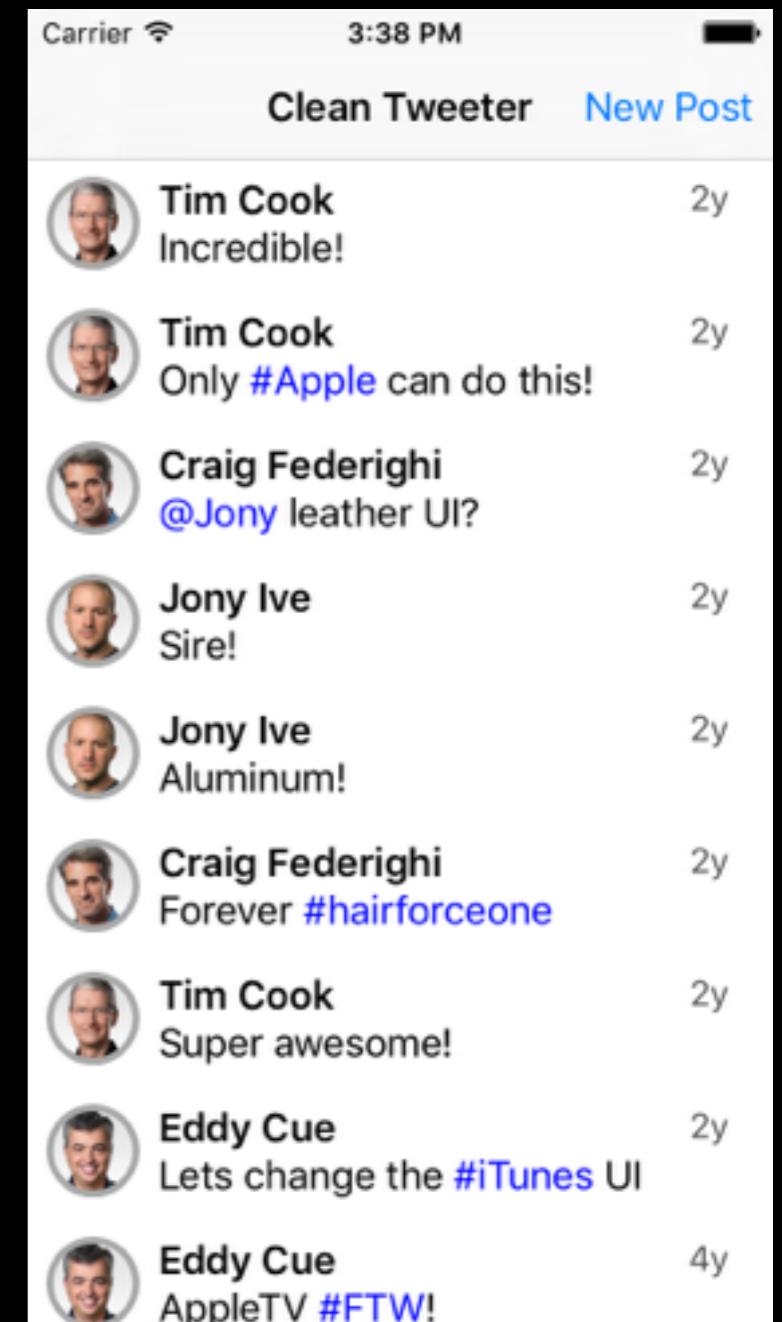 Carrier 3:38 PM
Clean Tweeter New Post
Tim Cook 2y
Incredible!
Tim Cook 2y
Only #Apple can do this!
Craig Federighi 2y
@Jony leather UI?
Jony Ive 2y
Sire!
Jony Ive 2y
Aluminum!
Craig Federighi 2y
Forever #hairforceone
Tim Cook 2y
Super awesome!
Eddy Cue 2y
Lets change the #iTunes UI
Eddy Cue 4y
AppleTV #FTW!